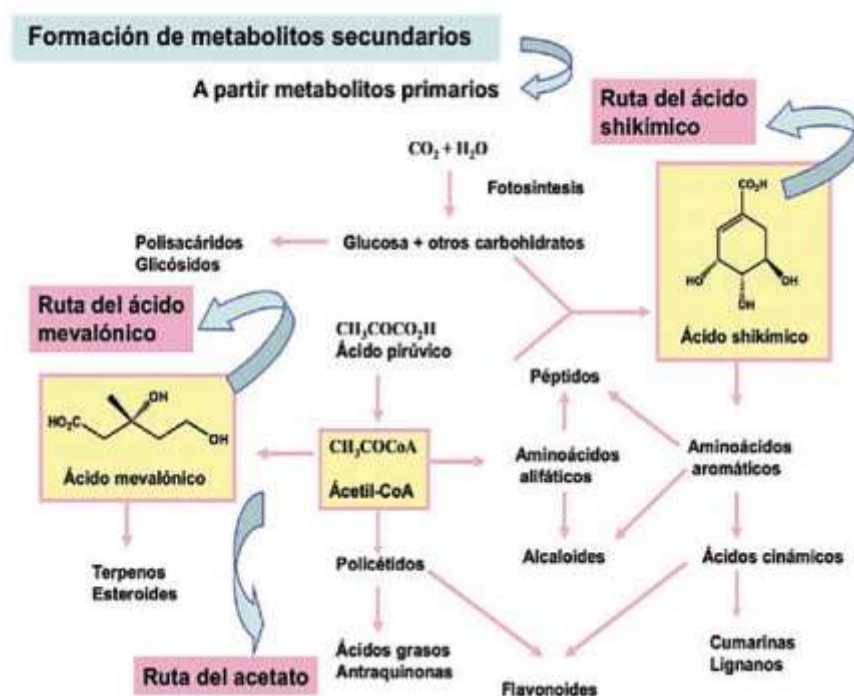 Formación de metabolitos secundarios
A partir metabolitos primarios
Ruta del ácido
shikímico
CO₂ + H₂O
Fotosíntesis
CO₂H
HO
OH
OH
Ácido shikímico
Polisacáridos
Glicósidos
Glucosa + otros carbohidratos
Ruta del ácido
mevalónico
CH₃COCO₂H
Ácido pirúvico
Péptidos
HO₂C
OH
OH
Ácido mevalónico
CH₃COCoA
Ácetil-CoA
Aminoácidos
alifáticos
Aminoácidos
aromáticos
Terpenos
Esteroides
Policétidos
Alcaloides
Ácidos cinámicos
Ruta del acetato
Ácidos grasos
Antraquinonas
Flavonoides
Cumarinas
Lignanos